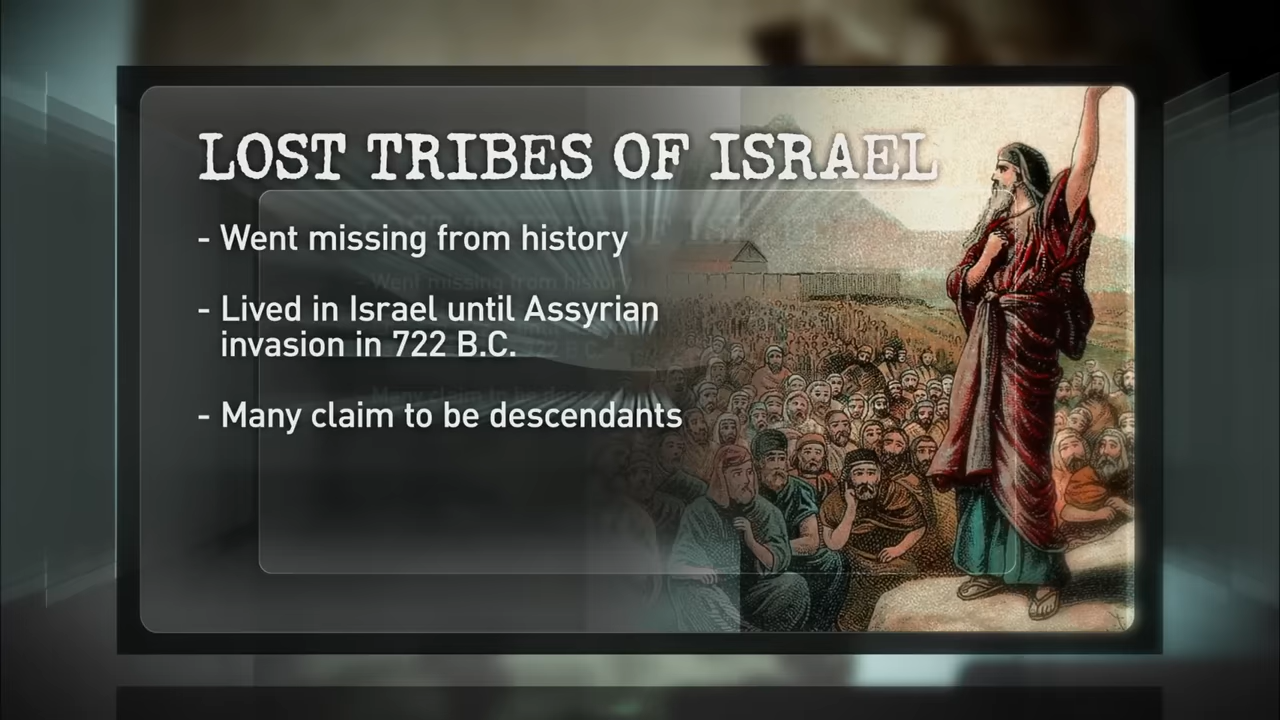 LOST TRIBES OF ISRAEL
- Went missing from history
- Lived in Israel until Assyrian
invasion in 722 B.C.
- Many claim to be descendants